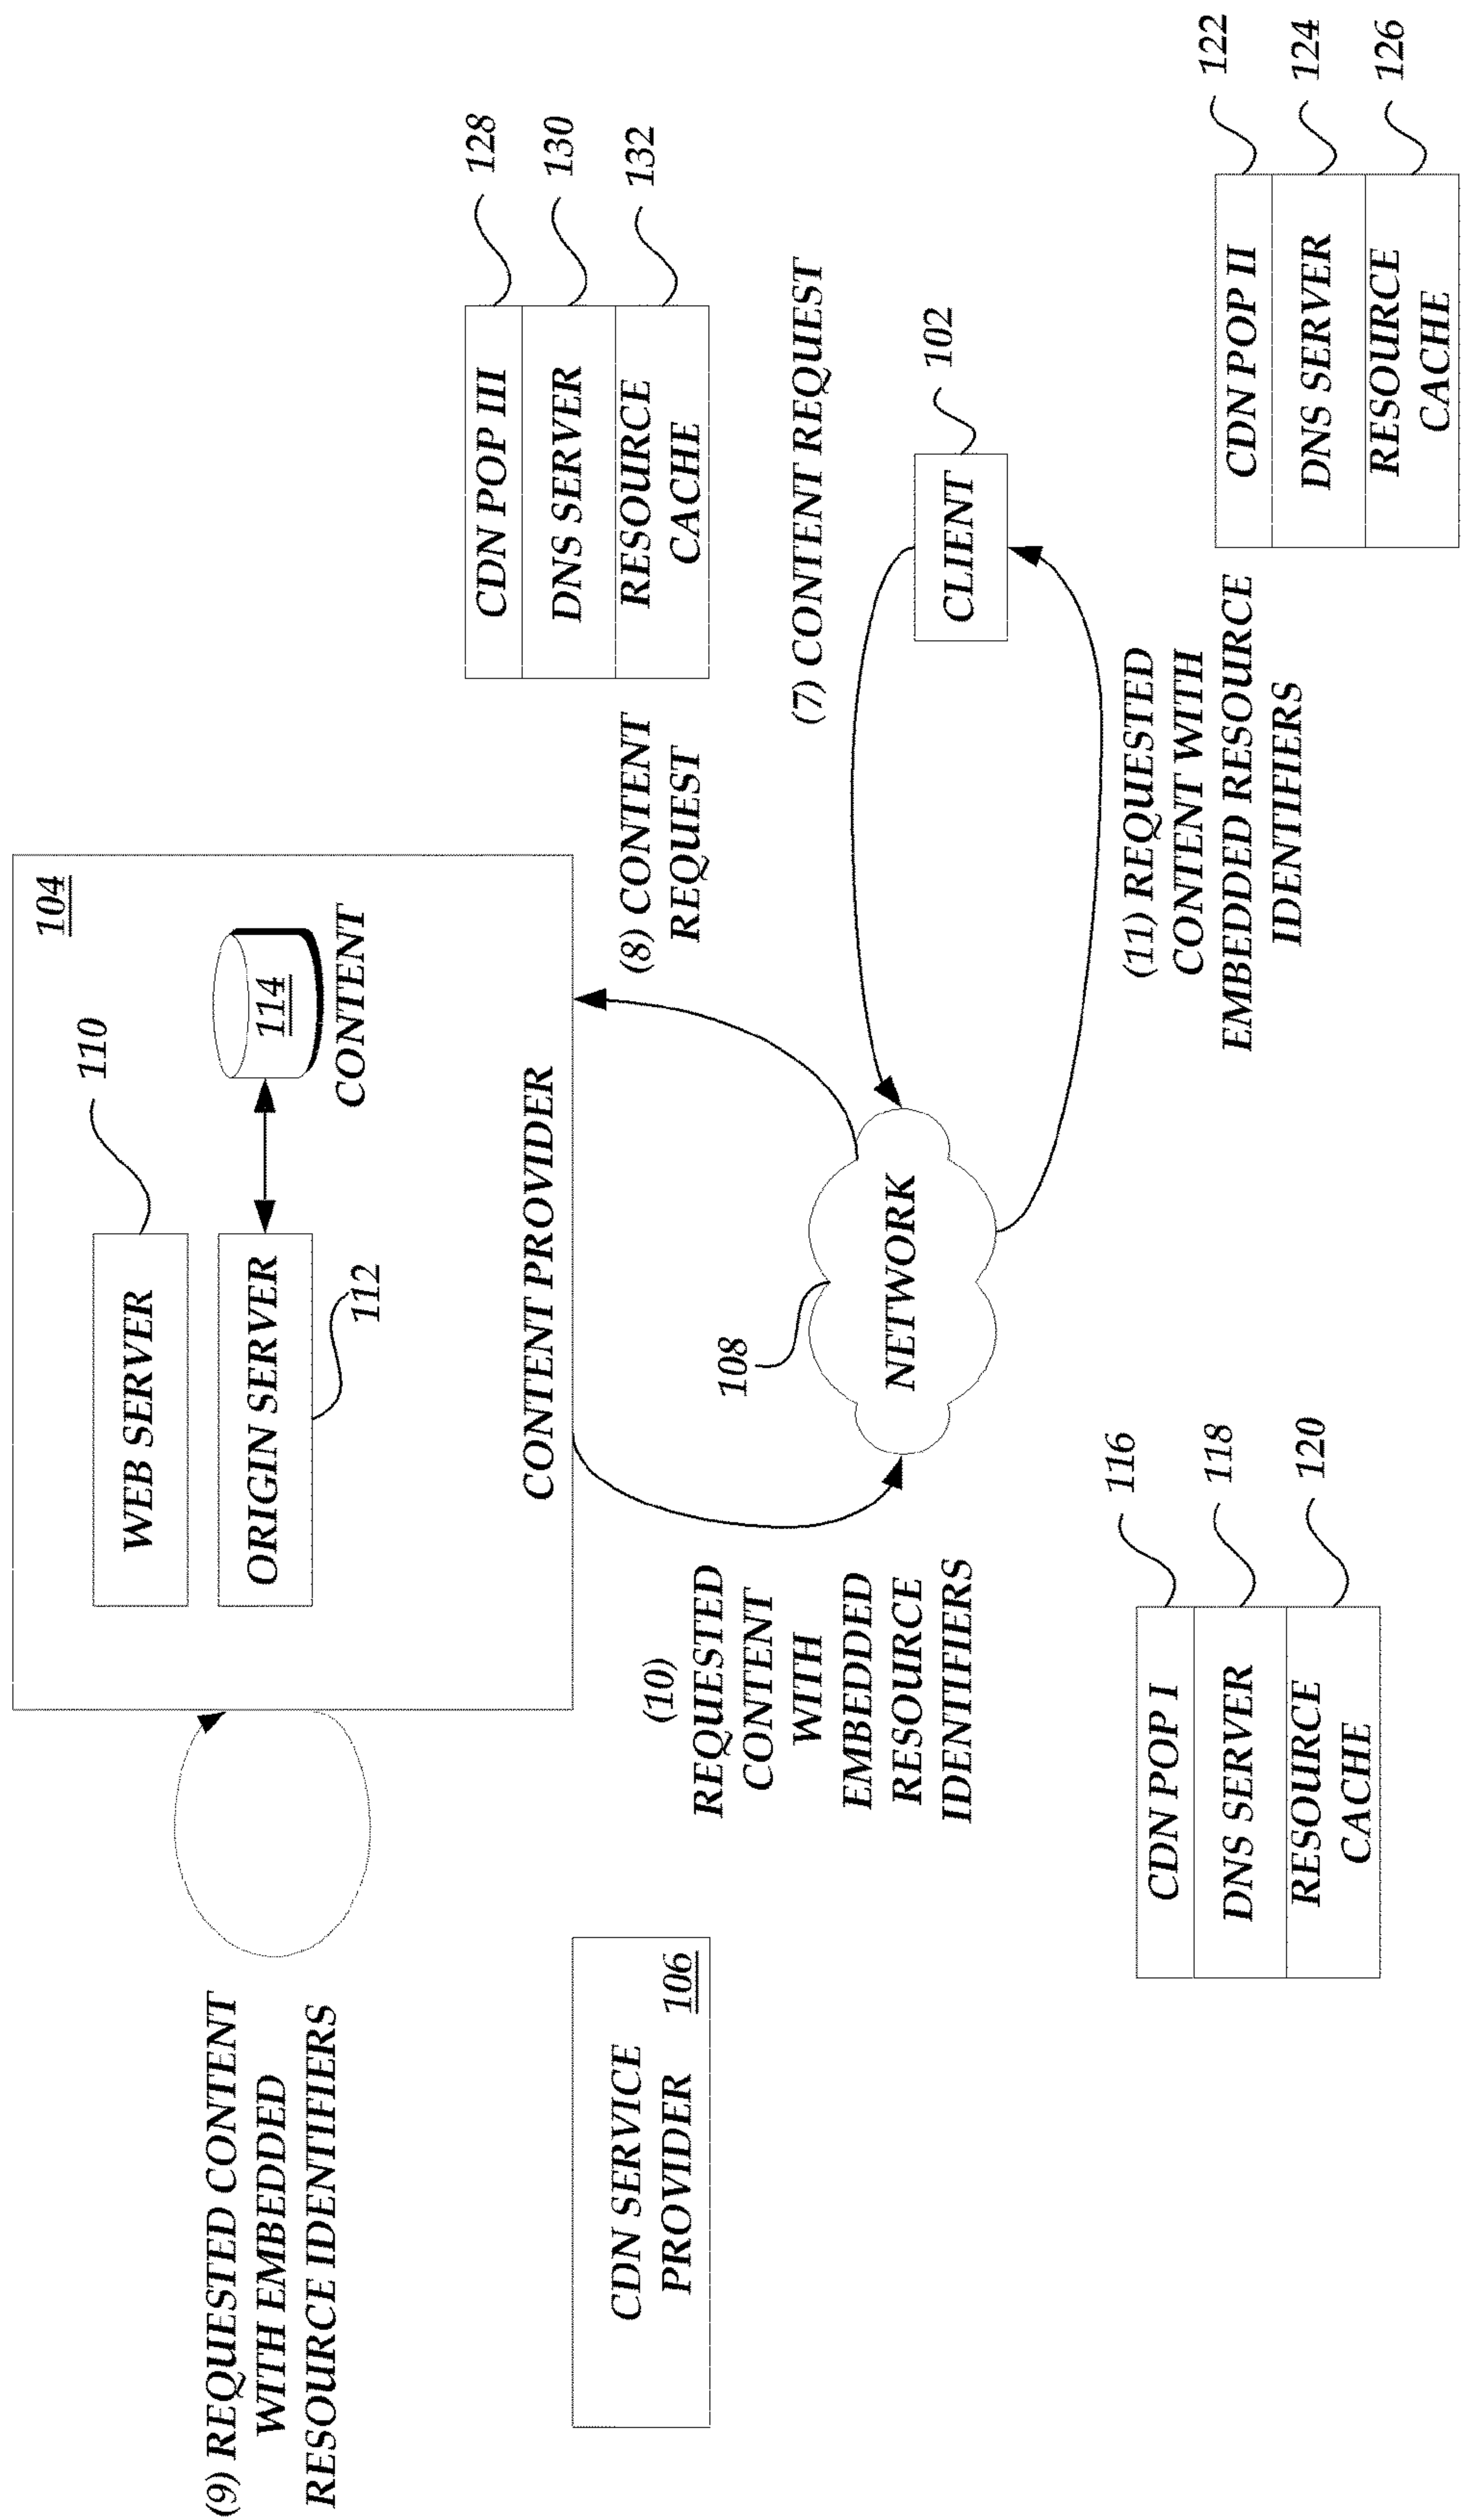 (9) REQUESTED CONTENT
WITH EMBEDDED
RESOURCE IDENTIFIERS
104
WEB SERVER
110
ORIGIN SERVER
112
114
CONTENT
CONTENT PROVIDER
CDN SERVICE
PROVIDER
106
(10)
REQUESTED
CONTENT
WITH
EMBEDDED
RESOURCE
IDENTIFIERS
(8) CONTENT
REQUEST
CDN POP III
128
DNS SERVER
130
RESOURCE
CACHE
132
(7) CONTENT REQUEST
108
NETWORK
CLIENT
102
(11) REQUESTED
CONTENT WITH
EMBEDDED RESOURCE
IDENTIFIERS
CDN POP I
116
DNS SERVER
118
RESOURCE
CACHE
120
CDN POP II
122
DNS SERVER
124
RESOURCE
CACHE
126